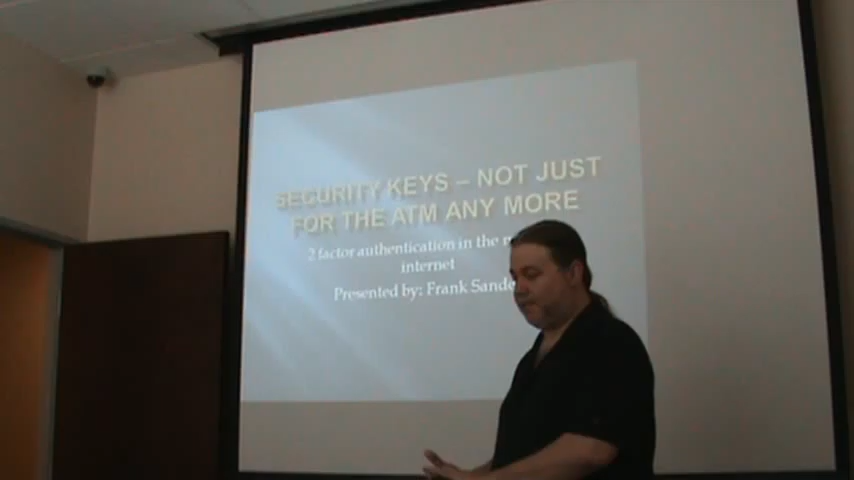 SECURITY KEYS – NOT JUST
FOR THE ATM ANY MORE
2 factor authentication in the
internet
Presented by: Frank